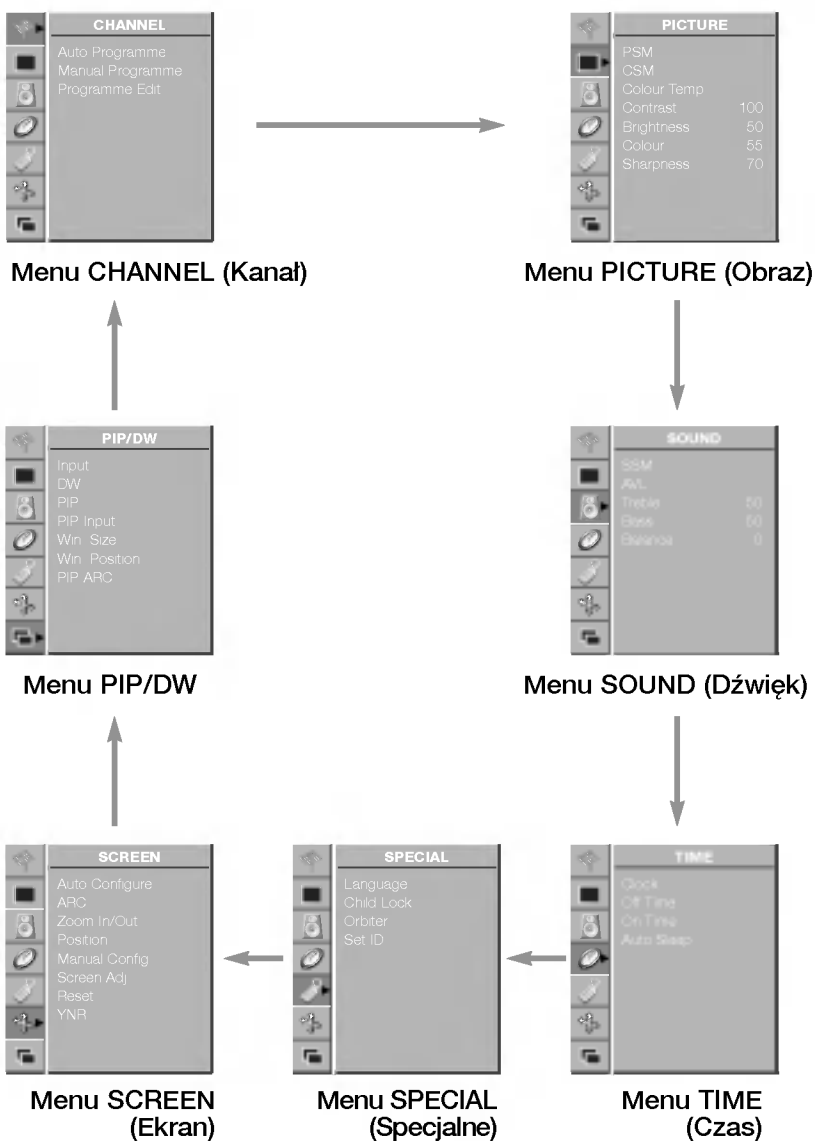 CHANNEL
Auto Programme
Manual Programme
Programme Edit
Menu CHANNEL (Kanał)
PICTURE
PSM
CSM
Colour Temp
Contrast 100
Brightness 50
Colour 55
Sharpness 70
Menu PICTURE (Obraz)
PIP/DW
Input
DW
PIP
PIP Input
Win. Size
Win. Position
PIP ARC
Menu PIP/DW
SOUND
SSM
AVL
Treble 50
Bass 50
Balance 0
Menu SOUND (Dźwięk)
SCREEN
Auto Configure
ARC
Zoom In/Out
Position
Manual Config
Screen Adj
Reset
YNR
Menu SCREEN
(Ekran)
SPECIAL
Language
Child Lock
Orbiter
Set ID
Menu SPECIAL
(Specjalne)
TIME
Clock
Off Time
On Time
Auto Sleep
Menu TIME
(Czas)